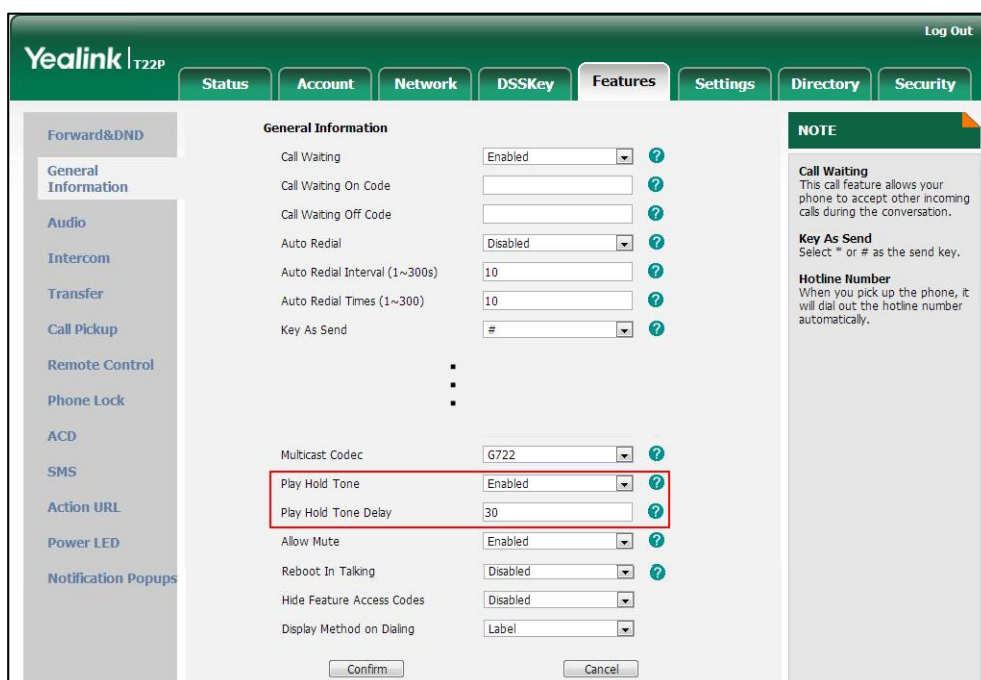 Log Out
Yealink T22P
Status Account Network DSSKey Features Settings Directory Security
Forward&DND
General
Information
Audio
Intercom
Transfer
Call Pickup
Remote Control
Phone Lock
ACD
SMS
Action URL
Power LED
Notification Popups
General Information
Call Waiting Enabled ?
Call Waiting On Code ?
Call Waiting Off Code ?
Auto Redial Disabled ?
Auto Redial Interval (1~300s) 10 ?
Auto Redial Times (1~300) 10 ?
Key As Send # ?
Multicast Codec G722 ?
Play Hold Tone Enabled ?
Play Hold Tone Delay 30 ?
Allow Mute Enabled ?
Reboot In Talking Disabled ?
Hide Feature Access Codes Disabled
Display Method on Dialing Label
Confirm Cancel
NOTE
Call Waiting
This call feature allows your
phone to accept other incoming
calls during the conversation.
Key As Send
Select * or # as the send key.
Hotline Number
When you pick up the phone, it
will dial out the hotline number
automatically.